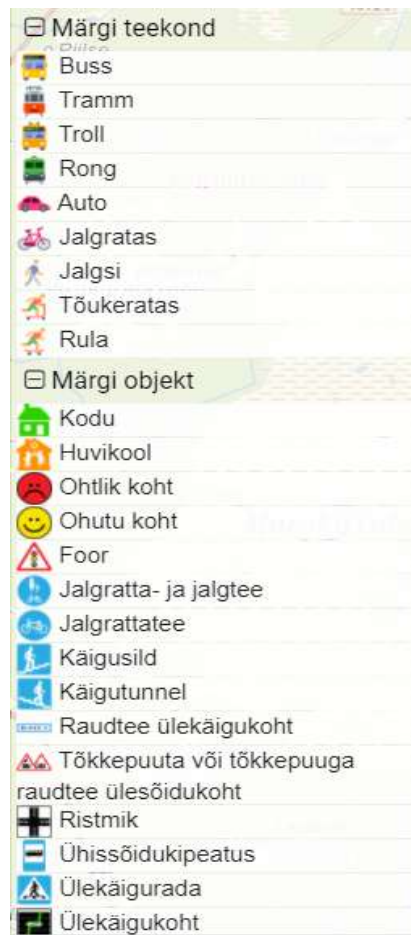 Märgi teekond
Buss
Tramm
Troll
Rong
Auto
Jalgratas
Jalgsi
Tõukeratas
Rula
Märgi objekt
Kodu
Huvikool
Ohtlik koht
Ohutu koht
Foor
Jalgratta- ja jalgtee
Jalgrattatee
Käigusild
Käigutunnel
Raudtee ülekäigukoht
Tõkkepuuta või tõkkepuuga
raudtee ülesõidukoht
Ristmik
Ühissõidukipeatus
Ülekäigurada
Ülekäigukoht